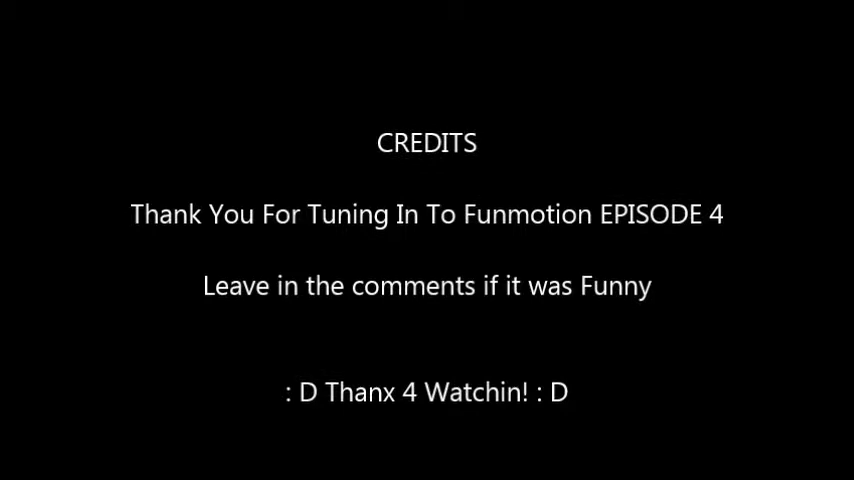 CREDITS
Thank You For Tuning In To Funmotion EPISODE 4
Leave in the comments if it was Funny
: D Thanx 4 Watchin! : D